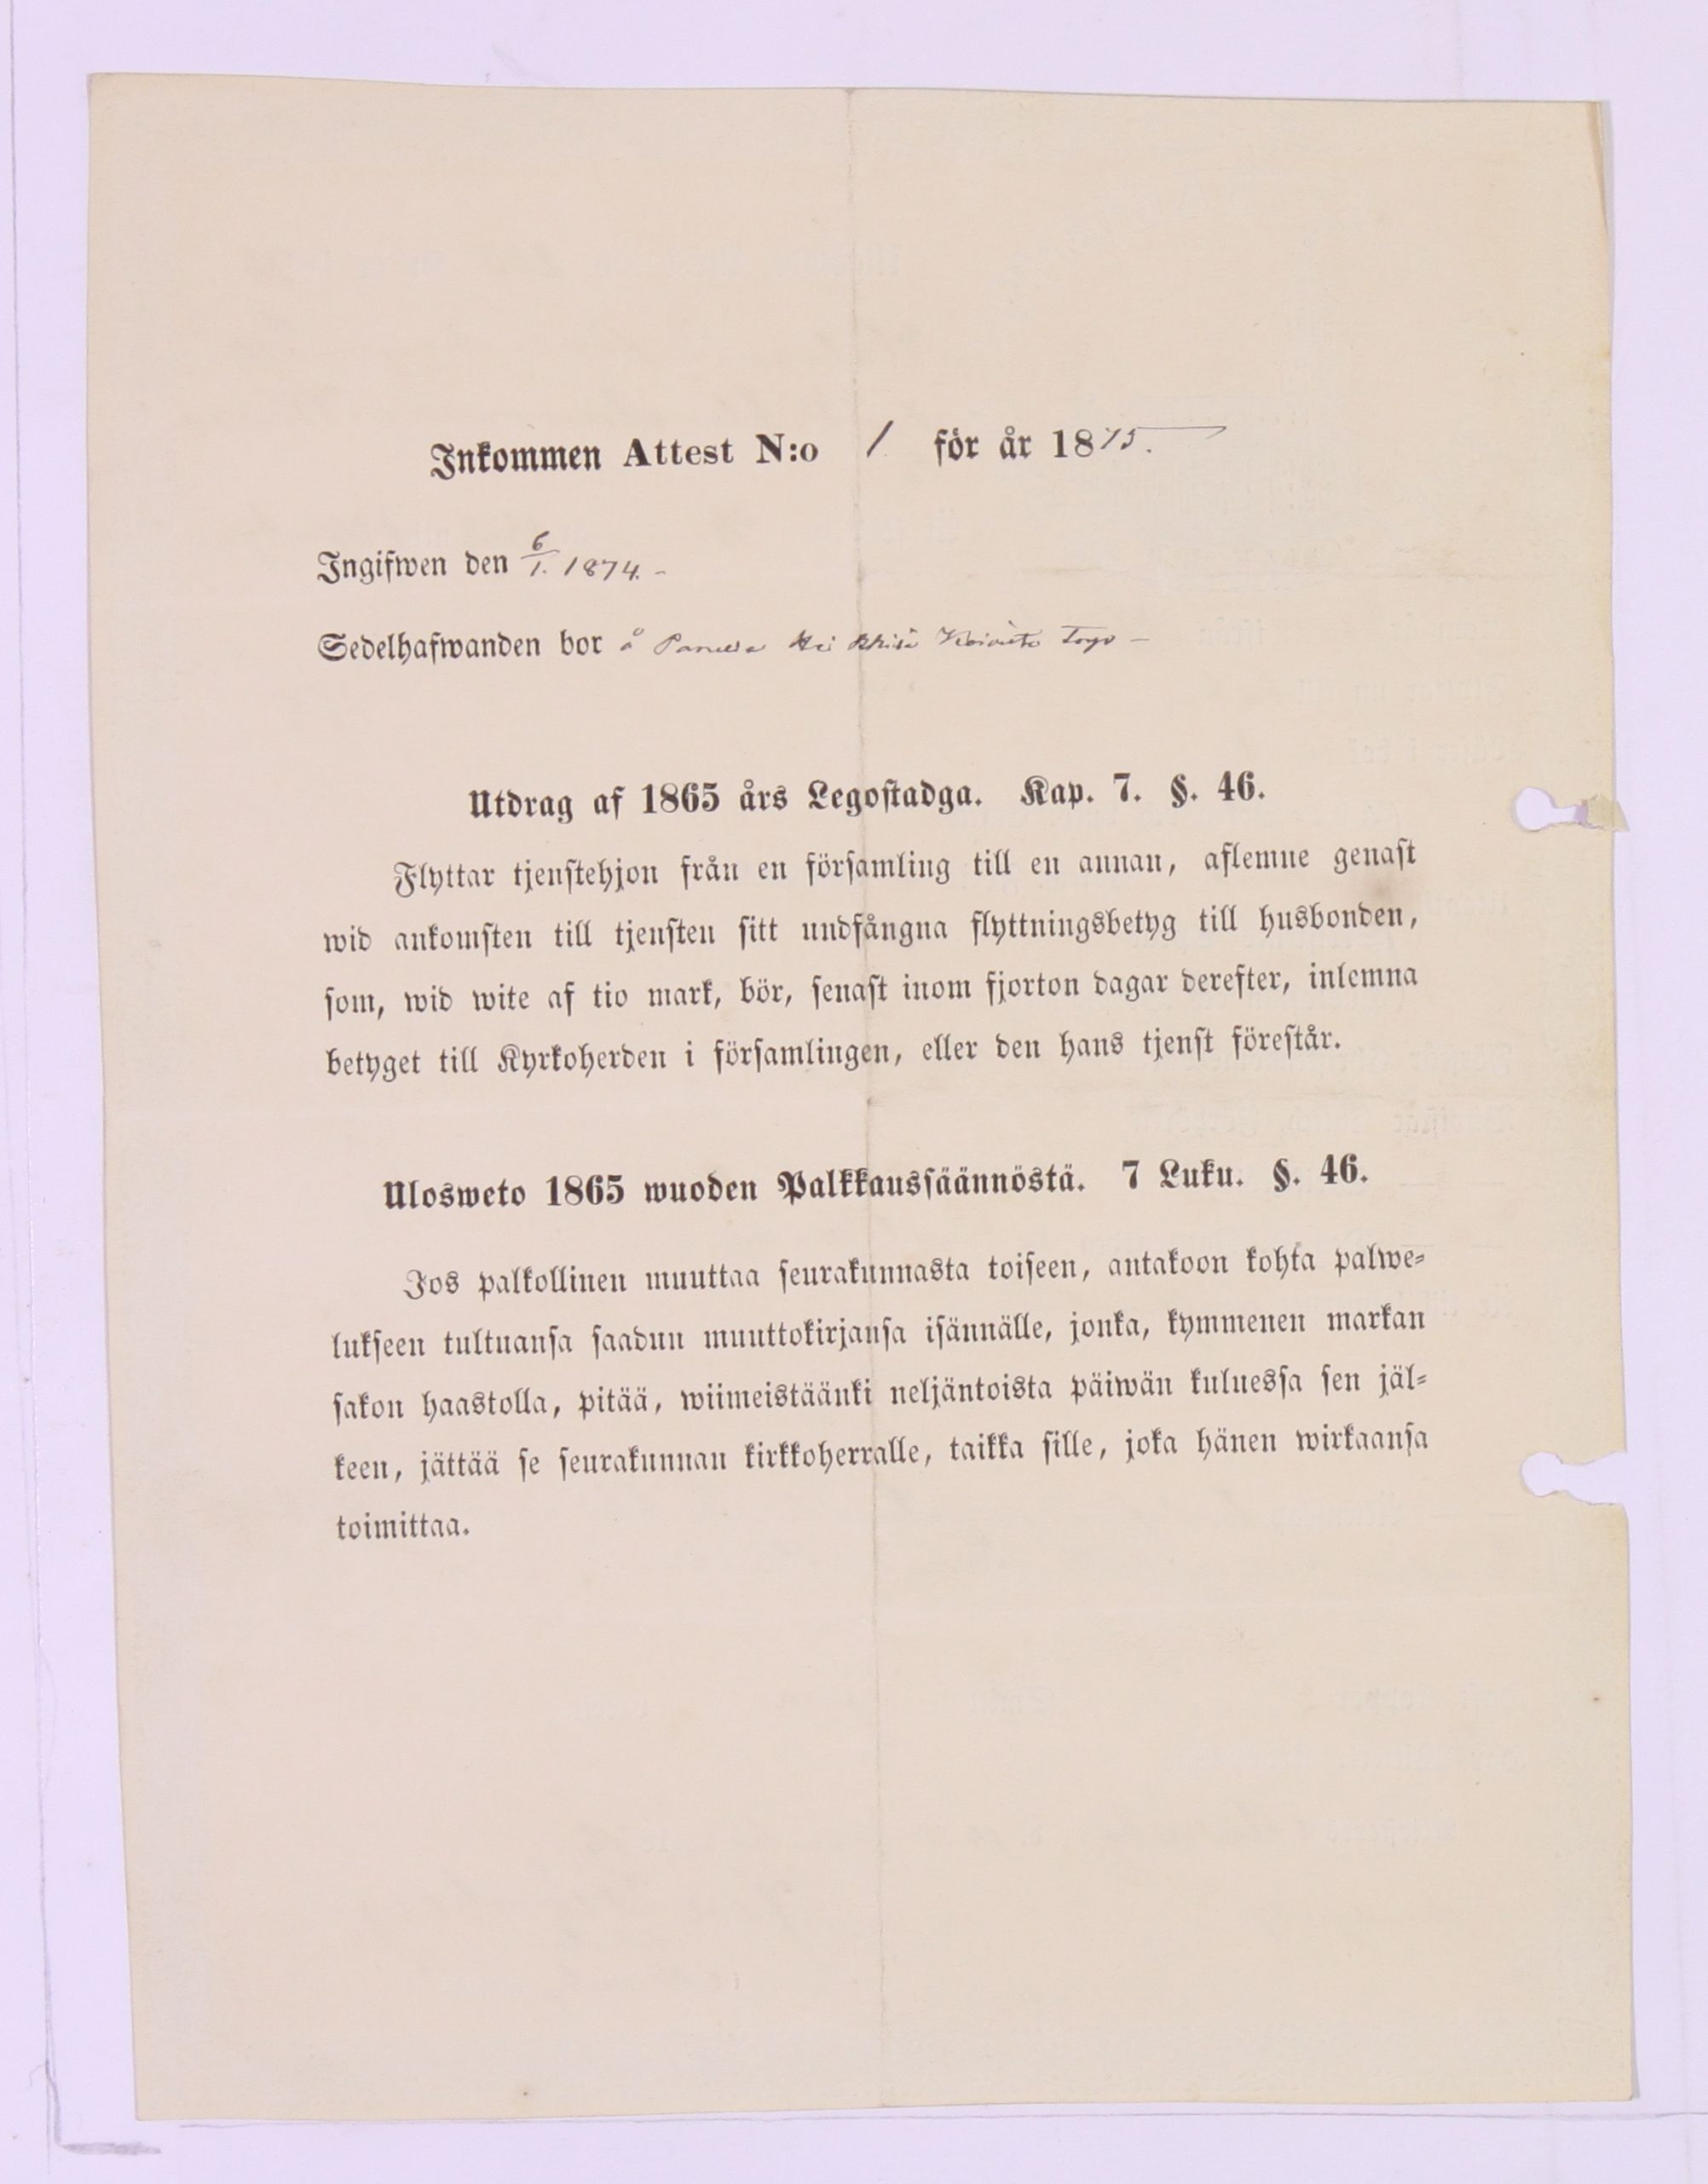 Inkommen Attest N:o 1 för år 1875.
Ingifwen den 6/1. 1874. -
Sedelhafwanden bor å
Utdrag af 1865 års Legostadga. Kap. 7. §. 46.
Flyttar tjenstehjon från en församling till en annan, aflemne genast
wid ankomsten till tjensten sitt undfångna flyttningsbetyg till husbonden,
som, wid wite af tio mark, bör, senast inom fjorton dagar derefter, inlemna
betyget till Kyrkoherden i församlingen, eller den hans tjenst förestår.
Ulosweto 1865 wuoden Palkkaussäännöstä. 7 Luku. §. 46.
Jos palkollinen muuttaa seurakunnasta toiseen, antakoon kohta palwe-
lukseen tultuansa saadun muuttokirjansa isännälle, jonka, kymmenen markan
sakon haastolla, pitää, wiimeistäänki neljäntoista päiwän kuluessa sen jäl-
keen, jättää se seurakunnan kirkkoherralle, taikka sille, joka hänen wirkaansa
toimittaa.